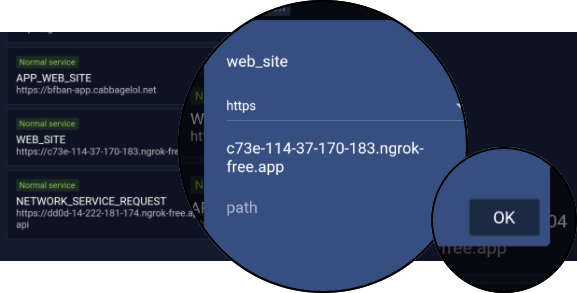 Normal service
APP_WEB_SITE
https://bfban-app.cabbagelol.net
Normal service
WEB_SITE
https://c73e-114-37-170-183.ngrok-fre
Normal service
NETWORK_SERVICE_REQUEST
https://dd0d-14-222-181-174.ngrok-free.a
api
web_site
https
c73e-114-37-170-183.ngrok-
free.app
path
OK
04
free.app